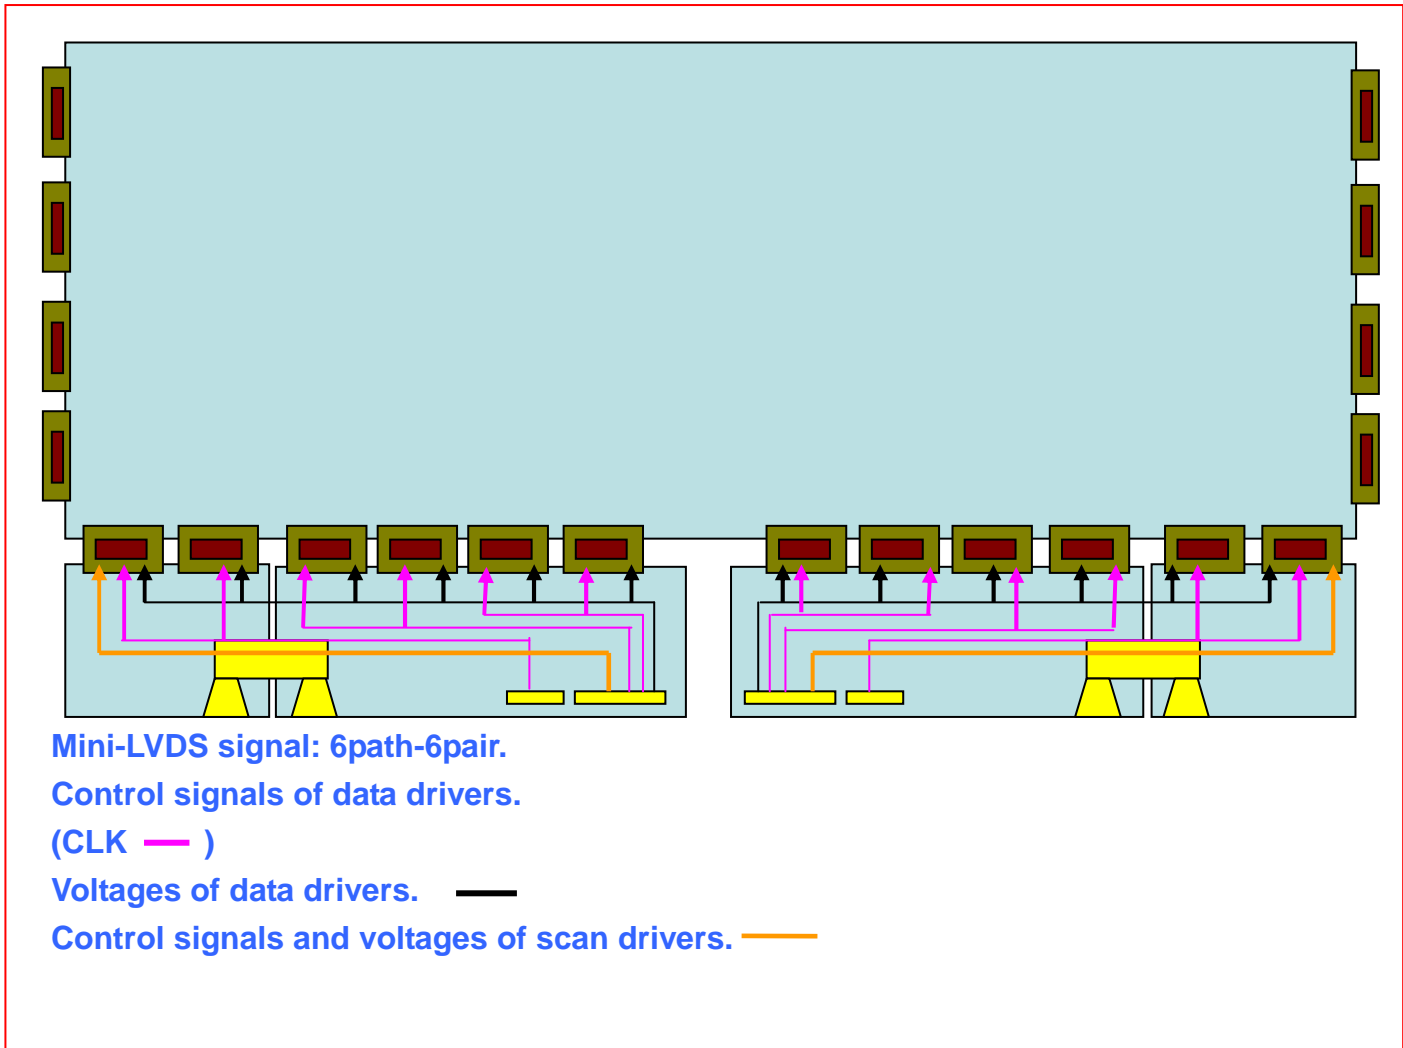 Mini-LVDS signal: 6path-6pair.
Control signals of data drivers.
(CLK )
Voltages of data drivers.
Control signals and voltages of scan drivers.